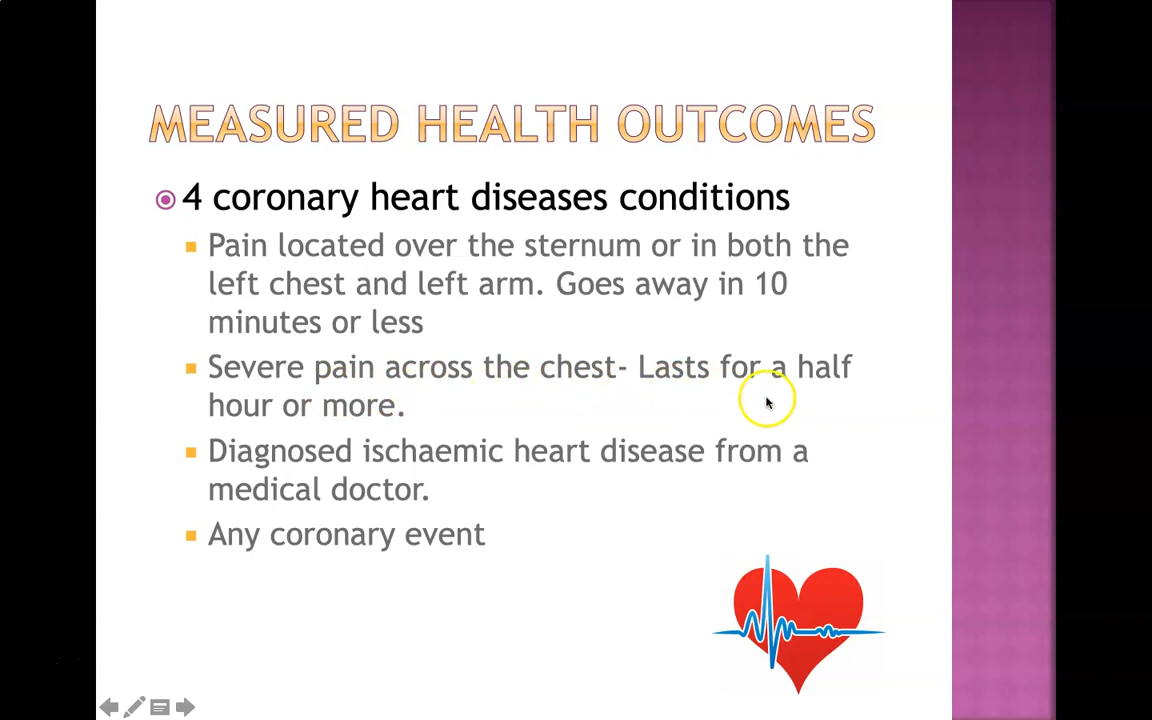 MEASURED HEALTH OUTCOMES
4 coronary heart diseases conditions
Pain located over the sternum or in both the
left chest and left arm. Goes away in 10
minutes or less
Severe pain across the chest- Lasts for a half
hour or more.
Diagnosed ischaemic heart disease from a
medical doctor.
Any coronary event